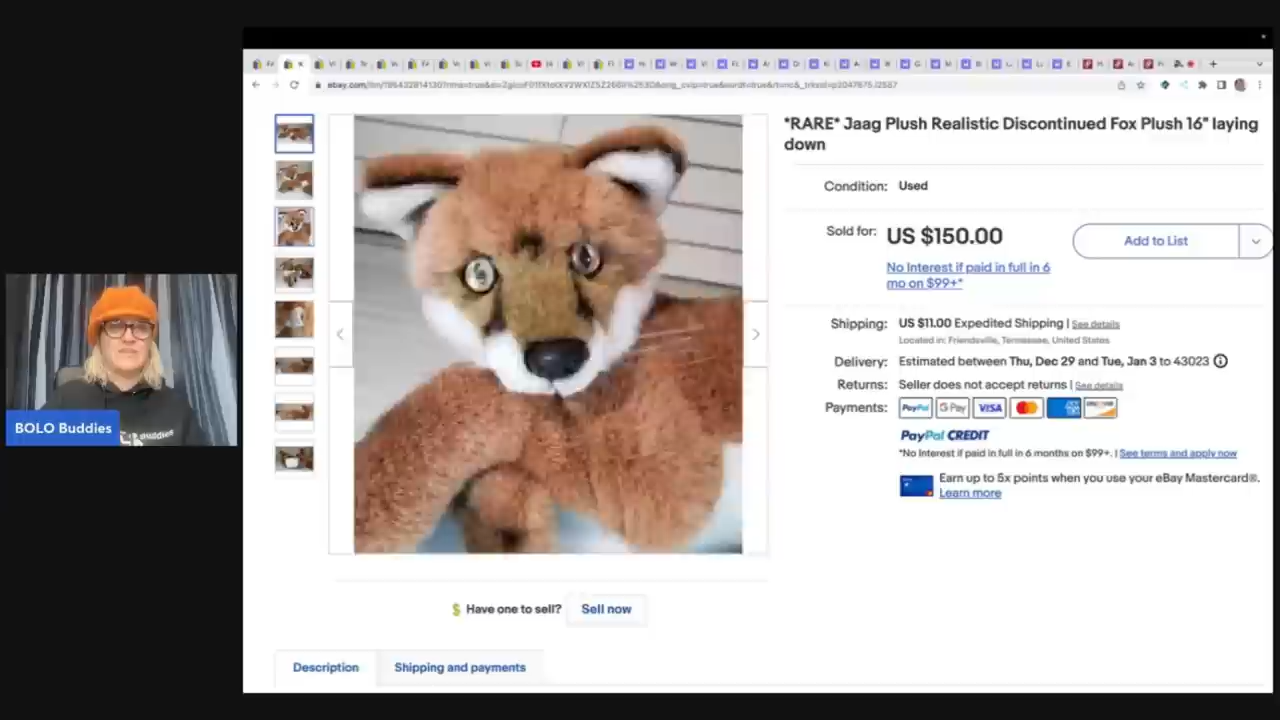 *RARE* Jaag Plush Realistic Discontinued Fox Plush 16" laying
down
Condition: Used
Sold for: US $150.00
Add to List
No Interest if paid in full in 6
mo on $99+*
Shipping: US $11.00 Expedited Shipping | See details
Located in: Friendsville, Tennessee, United States
Delivery: Estimated between Thu, Dec 29 and Tue, Jan 3 to 43023
Returns: Seller does not accept returns | See details
Payments: PayPal G Pay VISA
PayPal CREDIT
*No Interest if paid in full in 6 months on $99+. | See terms and apply now
Earn up to 5x points when you use your eBay Mastercard®.
Learn more
BOLO Buddies
Buddies
$ Have one to sell? Sell now
Description
Shipping and payments